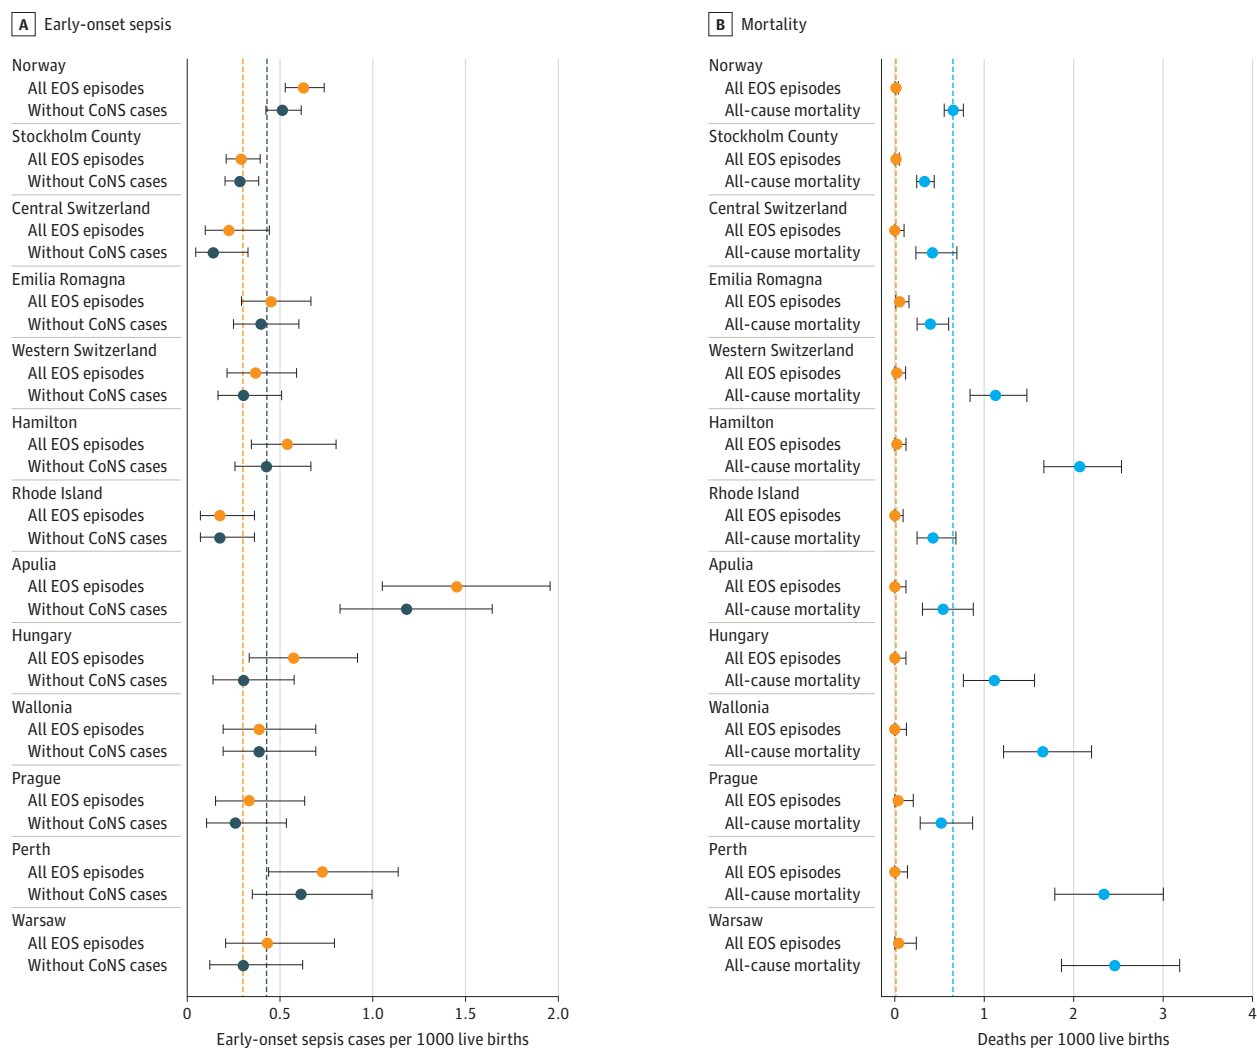 A Early-onset sepsis
Norway
All EOS episodes
Without CoNS cases
Stockholm County
All EOS episodes
Without CoNS cases
Central Switzerland
All EOS episodes
Without CoNS cases
Emilia Romagna
All EOS episodes
Without CoNS cases
Western Switzerland
All EOS episodes
Without CoNS cases
Hamilton
All EOS episodes
Without CoNS cases
Rhode Island
All EOS episodes
Without CoNS cases
Apulia
All EOS episodes
Without CoNS cases
Hungary
All EOS episodes
Without CoNS cases
Wallonia
All EOS episodes
Without CoNS cases
Prague
All EOS episodes
Without CoNS cases
Perth
All EOS episodes
Without CoNS cases
Warsaw
All EOS episodes
Without CoNS cases
0 0.5 1.0 1.5 2.0
Early-onset sepsis cases per 1000 live births
B Mortality
Norway
All EOS episodes
All-cause mortality
Stockholm County
All EOS episodes
All-cause mortality
Central Switzerland
All EOS episodes
All-cause mortality
Emilia Romagna
All EOS episodes
All-cause mortality
Western Switzerland
All EOS episodes
All-cause mortality
Hamilton
All EOS episodes
All-cause mortality
Rhode Island
All EOS episodes
All-cause mortality
Apulia
All EOS episodes
All-cause mortality
Hungary
All EOS episodes
All-cause mortality
Wallonia
All EOS episodes
All-cause mortality
Prague
All EOS episodes
All-cause mortality
Perth
All EOS episodes
All-cause mortality
Warsaw
All EOS episodes
All-cause mortality
0 1 2 3 4
Deaths per 1000 live births